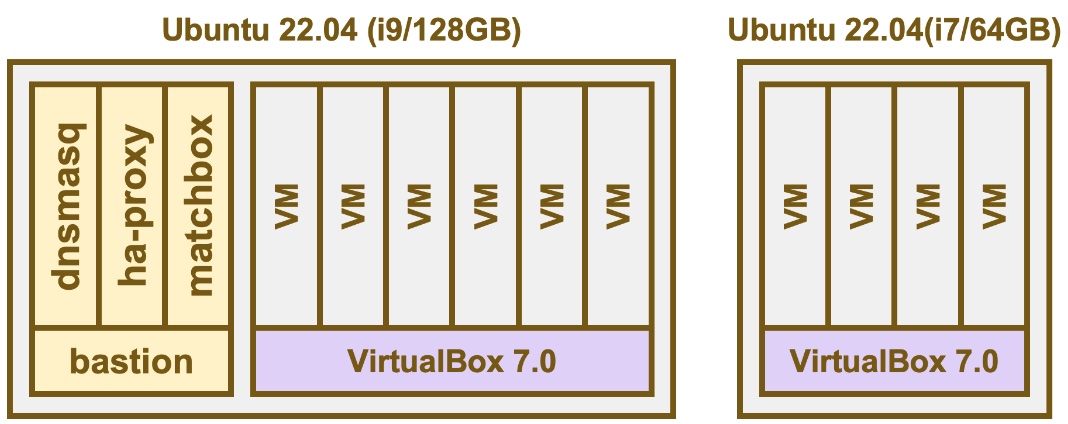 Ubuntu 22.04 (i9/128GB)
dnsmasq
ha-proxy
matchbox
bastion
VM
VM
VM
VM
VM
VM
VirtualBox 7.0
Ubuntu 22.04(i7/64GB)
VM
VM
VM
VM
VirtualBox 7.0